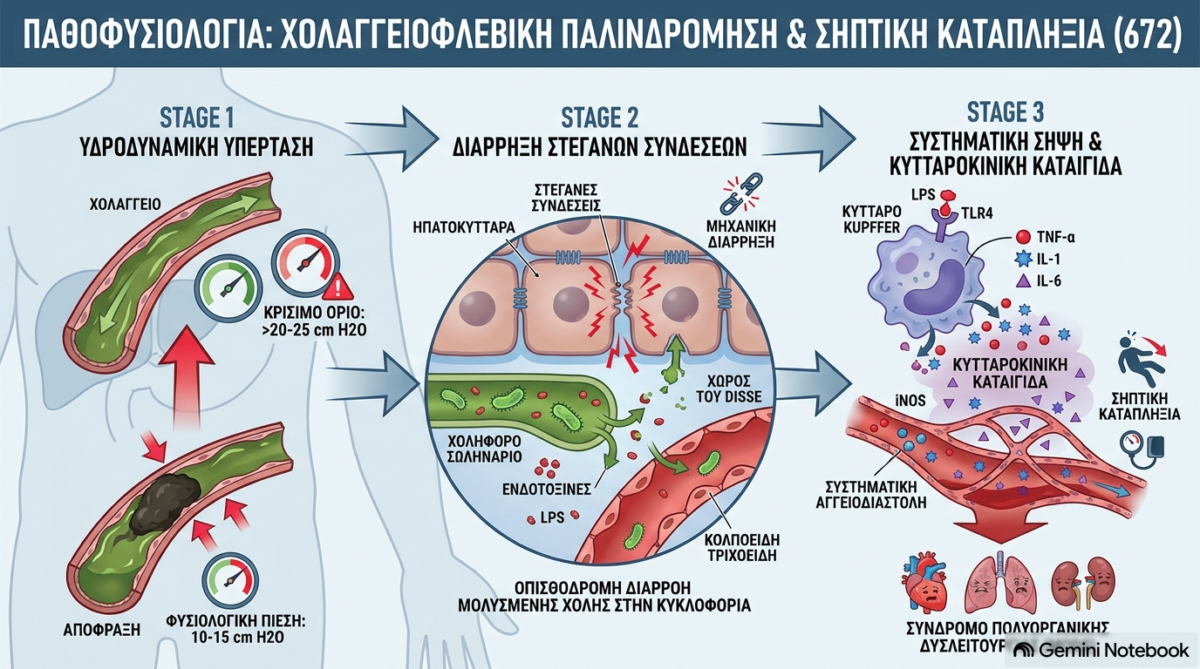 ΠΑΘΟΦΥΣΙΟΛΟΓΙΑ: ΧΟΛΑΓΓΕΙΟΦΛΕΒΙΚΗ ΠΑΛΙΝΔΡΟΜΗΣΗ & ΣΗΠΤΙΚΗ ΚΑΤΑΠΛΗΞΙΑ (672)
STAGE 1
ΥΔΡΟΔΥΝΑΜΙΚΗ ΥΠΕΡΤΑΣΗ
ΧΟΛΑΓΓΕΙΟ
ΚΡΙΣΙΜΟ ΟΡΙΟ:
>20-25 cm H2O
ΑΠΟΦΡΑΞΗ
ΦΥΣΙΟΛΟΓΙΚΗ ΠΙΕΣΗ:
10-15 cm H2O
STAGE 2
ΔΙΑΡΡΗΞΗ ΣΤΕΓΑΝΩΝ ΣΥΝΔΕΣΕΩΝ
ΣΤΕΓΑΝΕΣ
ΣΥΝΔΕΣΕΙΣ
ΗΠΑΤΟΚΥΤΤΑΡΑ
ΜΗΧΑΝΙΚΗ
ΔΙΑΡΡΗΞΗ
ΧΩΡΟΣ
ΤΟΥ DISSE
ΧΟΛΗΦΟΡΟ
ΣΩΛΗΝΑΡΙΟ
ΕΝΔΟΤΟΞΙΝΕΣ
LPS
ΚΟΛΠΟΕΙΔΗ
ΤΡΙΧΟΕΙΔΗ
ΟΠΙΣΘΟΔΡΟΜΗ ΔΙΑΡΡΟΗ
ΜΟΛΥΣΜΕΝΗΣ ΧΟΛΗΣ ΣΤΗΝ ΚΥΚΛΟΦΟΡΙΑ
STAGE 3
ΣΥΣΤΗΜΑΤΙΚΗ ΣΗΨΗ &
ΚΥΤΤΑΡΟΚΙΝΙΚΗ ΚΑΤΑΙΓΙΔΑ
LPS
TLR4
ΚΥΤΤΑΡΟ
KUPFFER
TNF-α
IL-1
IL-6
ΚΥΤΤΑΡΟΚΙΝΙΚΗ
ΚΑΤΑΙΓΙΔΑ
iNOS
ΣΗΠΤΙΚΗ
ΚΑΤΑΠΛΗΞΙΑ
ΣΥΣΤΗΜΑΤΙΚΗ
ΑΓΓΕΙΟΔΙΑΣΤΟΛΗ
ΣΥΝΔΡΟΜΟ ΠΟΛΥΟΡΓΑΝΙΚΗΣ
Gemini Notebook